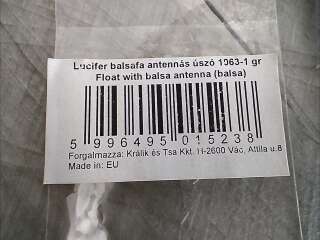 Lucifer balsafa antennás úszó 1063-1 gr
Float with balsa antenna (balsa)
5 996495 015238
Forgalmazza: Králik és Tsa Kkt. H-2600 Vác, Attila u.8
Made in: EU